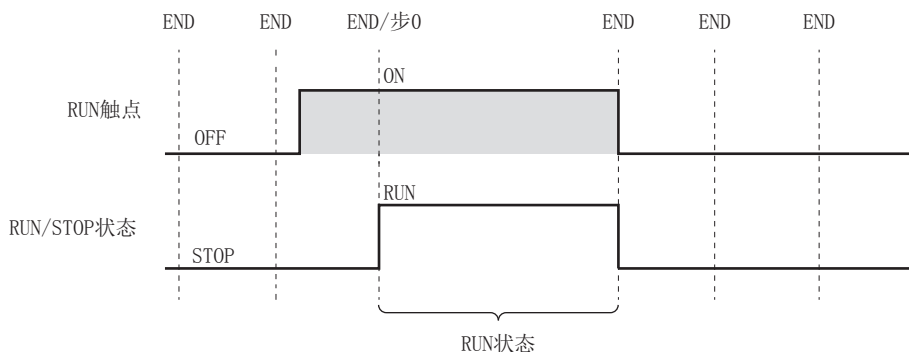 END END END/步0 END END END
ON
RUN触点
OFF
RUN
RUN/STOP状态
STOP
RUN状态